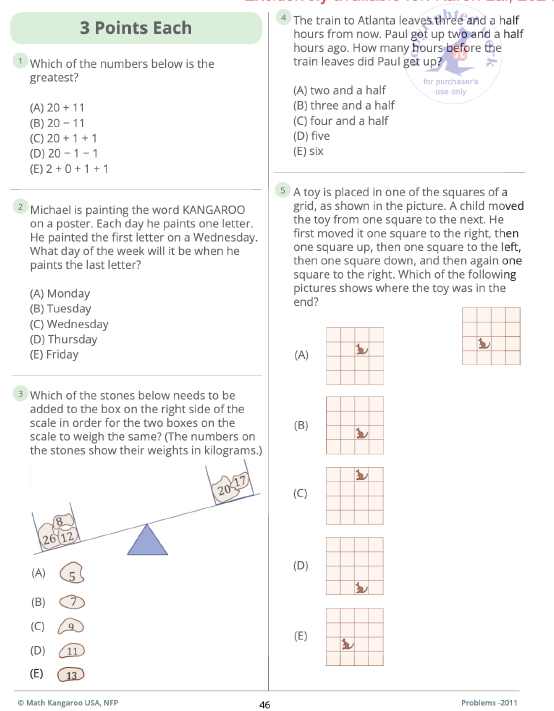 3 Points Each
1 Which of the numbers below is the
greatest?
(A) 20 + 11
(B) 20 − 11
(C) 20 + 1 + 1
(D) 20 − 1 − 1
(E) 2 + 0 + 1 + 1
2 Michael is painting the word KANGAROO
on a poster. Each day he paints one letter.
He painted the first letter on a Wednesday.
What day of the week will it be when he
paints the last letter?
(A) Monday
(B) Tuesday
(C) Wednesday
(D) Thursday
(E) Friday
3 Which of the stones below needs to be
added to the box on the right side of the
scale in order for the two boxes on the
scale to weigh the same? (The numbers on
the stones show their weights in kilograms.)
20 17
8
26 12
(A) 5
(B) 7
(C) 9
(D) 11
(E) 13
4 The train to Atlanta leaves three and a half
hours from now. Paul got up two and a half
hours ago. How many hours before the
train leaves did Paul get up?
for purchaser's
use only
(A) two and a half
(B) three and a half
(C) four and a half
(D) five
(E) six
5 A toy is placed in one of the squares of a
grid, as shown in the picture. A child moved
the toy from one square to the next. He
first moved it one square to the right, then
one square up, then one square to the left,
then one square down, and then again one
square to the right. Which of the following
pictures shows where the toy was in the
end?
(A)
(B)
(C)
(D)
(E)
© Math Kangaroo USA, NFP
46
Problems -2011